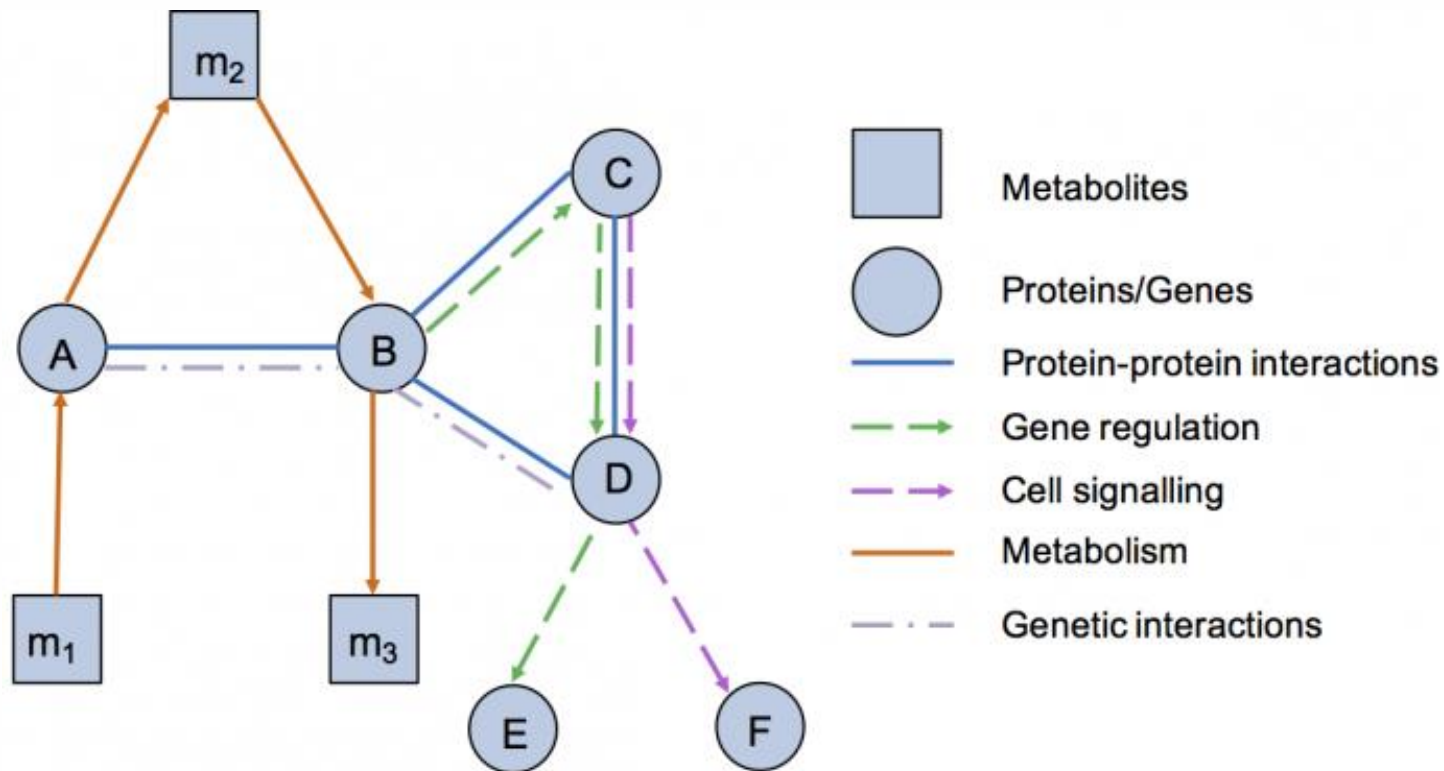 m₂
C
A
B
D
m₁
m₃
E
F
Metabolites
Proteins/Genes
Protein-protein interactions
Gene regulation
Cell signalling
Metabolism
Genetic interactions